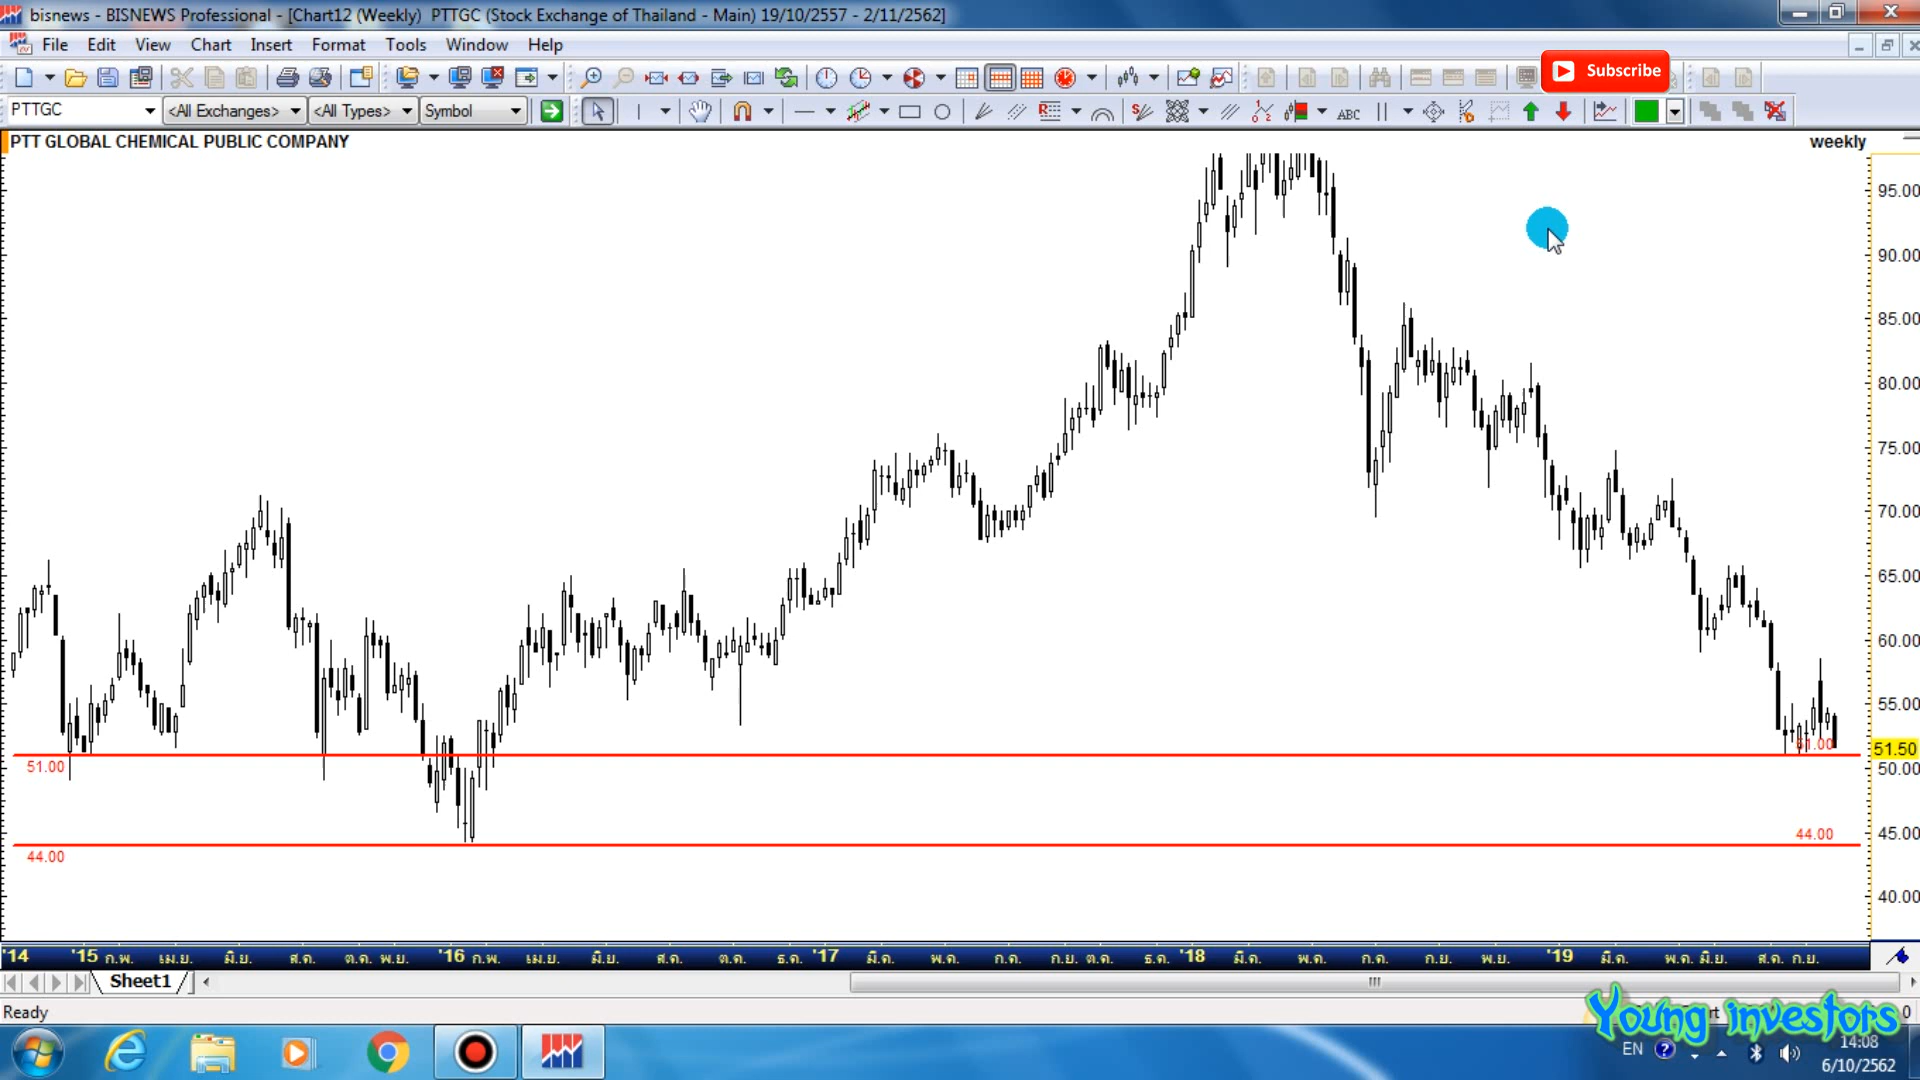 bisnews - BISNEWS Professional - [Chart12 (Weekly)  PTTGC (Stock Exchange of Thailand - Main) 19/10/2557 - 2/11/2562]
File Edit View Chart Insert Format Tools Window Help
Subscribe
PTTGC <All Exchanges> <All Types> Symbol ABC
PTT GLOBAL CHEMICAL PUBLIC COMPANY weekly
95.00
90.00
85.00
80.00
75.00
70.00
65.00
60.00
55.00
51.00
51.50
51.00
50.00
44.00
45.00
44.00
40.00
'14 '15 ก.พ. เม.ย. มิ.ย. ส.ค. ต.ค. พ.ย. '16 ก.พ. เม.ย. มิ.ย. ส.ค. ต.ค. ธ.ค. '17 มี.ค. พ.ค. ก.ค. ก.ย. ต.ค. ธ.ค. '18 มี.ค. พ.ค. ก.ค. ก.ย. พ.ย. '19 มี.ค. พ.ค. มิ.ย. ส.ค. ก.ย.
Sheet1
Ready
Young investors
EN
14:08
6/10/2562